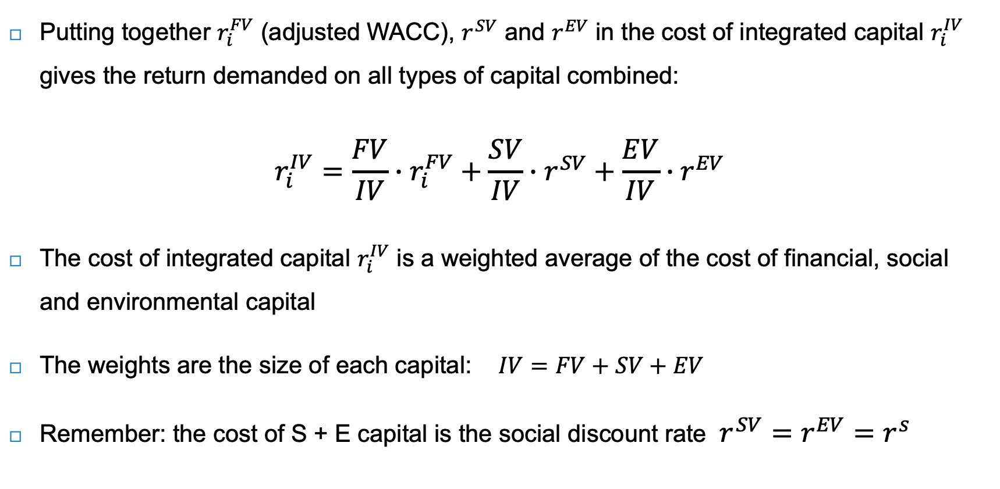 Putting together $r_i^{FV}$ (adjusted WACC), $r^{SV}$ and $r^{EV}$ in the cost of integrated capital $r_i^{IV}$
gives the return demanded on all types of capital combined:
$r_i^{IV} = \frac{FV}{IV} \cdot r_i^{FV} + \frac{SV}{IV} \cdot r^{SV} + \frac{EV}{IV} \cdot r^{EV}$
The cost of integrated capital $r_i^{IV}$ is a weighted average of the cost of financial, social
and environmental capital
The weights are the size of each capital: $IV = FV + SV + EV$
Remember: the cost of S + E capital is the social discount rate $r^{SV} = r^{EV} = r^{s}$